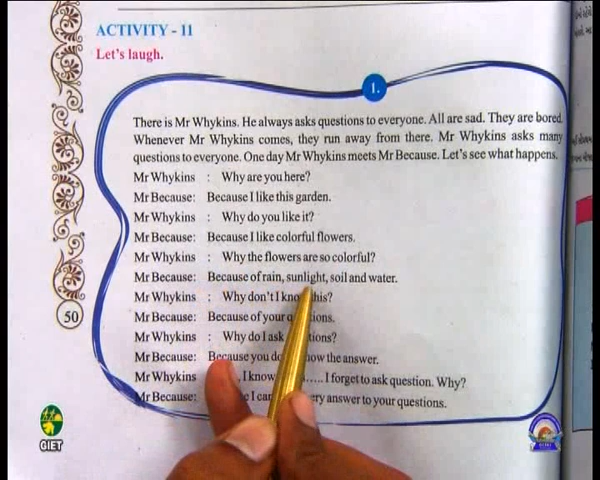 ACTIVITY - 11
Let's laugh.
1.
There is Mr Whykins. He always asks questions to everyone. All are sad. They are bored.
Whenever Mr Whykins comes, they run away from there. Mr Whykins asks many
questions to everyone. One day Mr Whykins meets Mr Because. Let's see what happens.
Mr Whykins : Why are you here?
Mr Because: Because I like this garden.
Mr Whykins : Why do you like it?
Mr Because: Because I like colorful flowers.
Mr Whykins : Why the flowers are so colorful?
Mr Because: Because of rain, sunlight, soil and water.
Mr Whykins : Why don't I know this?
Mr Because: Because of your
Mr Whykins : Why do I ask
Mr Because: Because you the answer.
Mr Whykins I know ..... I forget to ask question. Why?
Mr Because: I answer to your questions.
50
GIET